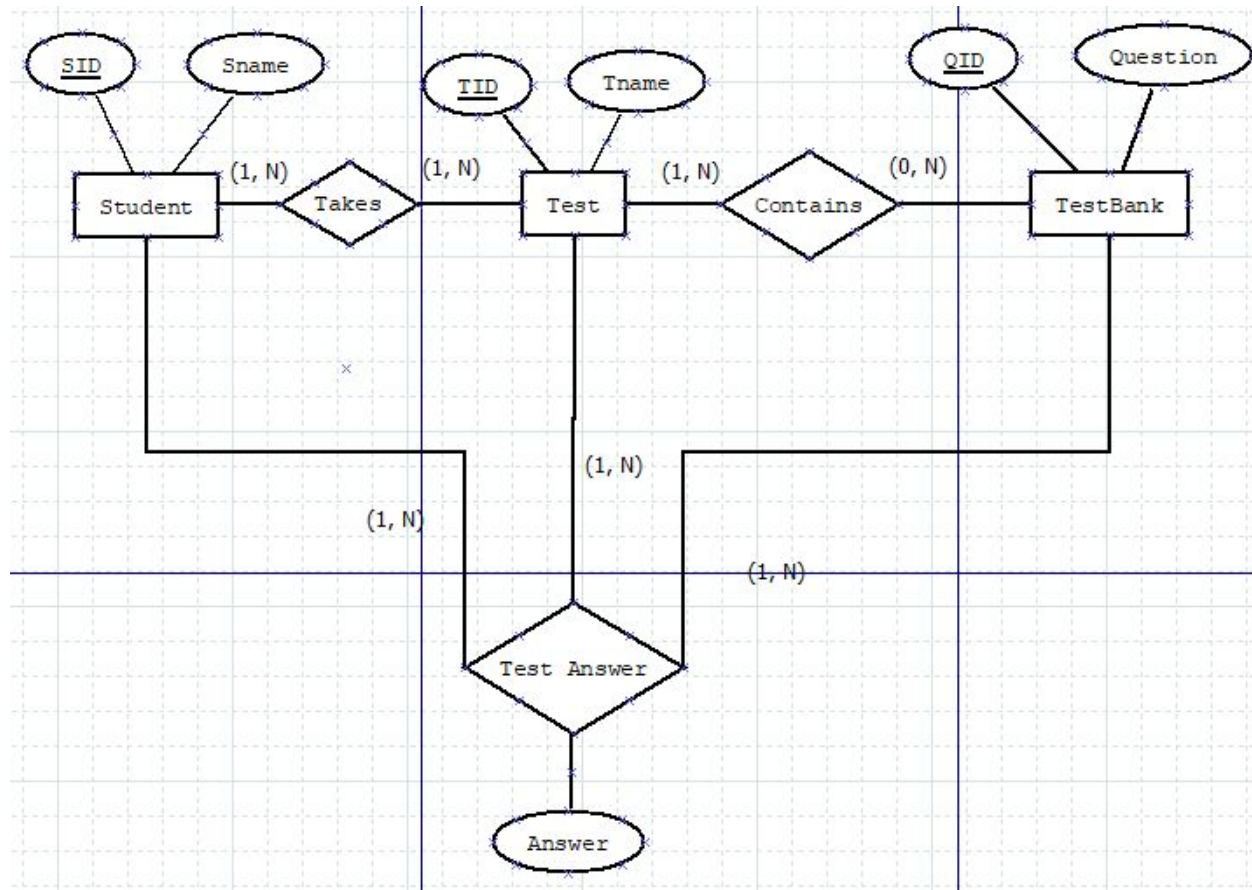 SID
Sname
TID
Tname
QID
Question
Student
(1, N)
Takes
(1, N)
Test
(1, N)
Contains
(0, N)
TestBank
(1, N)
(1, N)
(1, N)
Test Answer
Answer